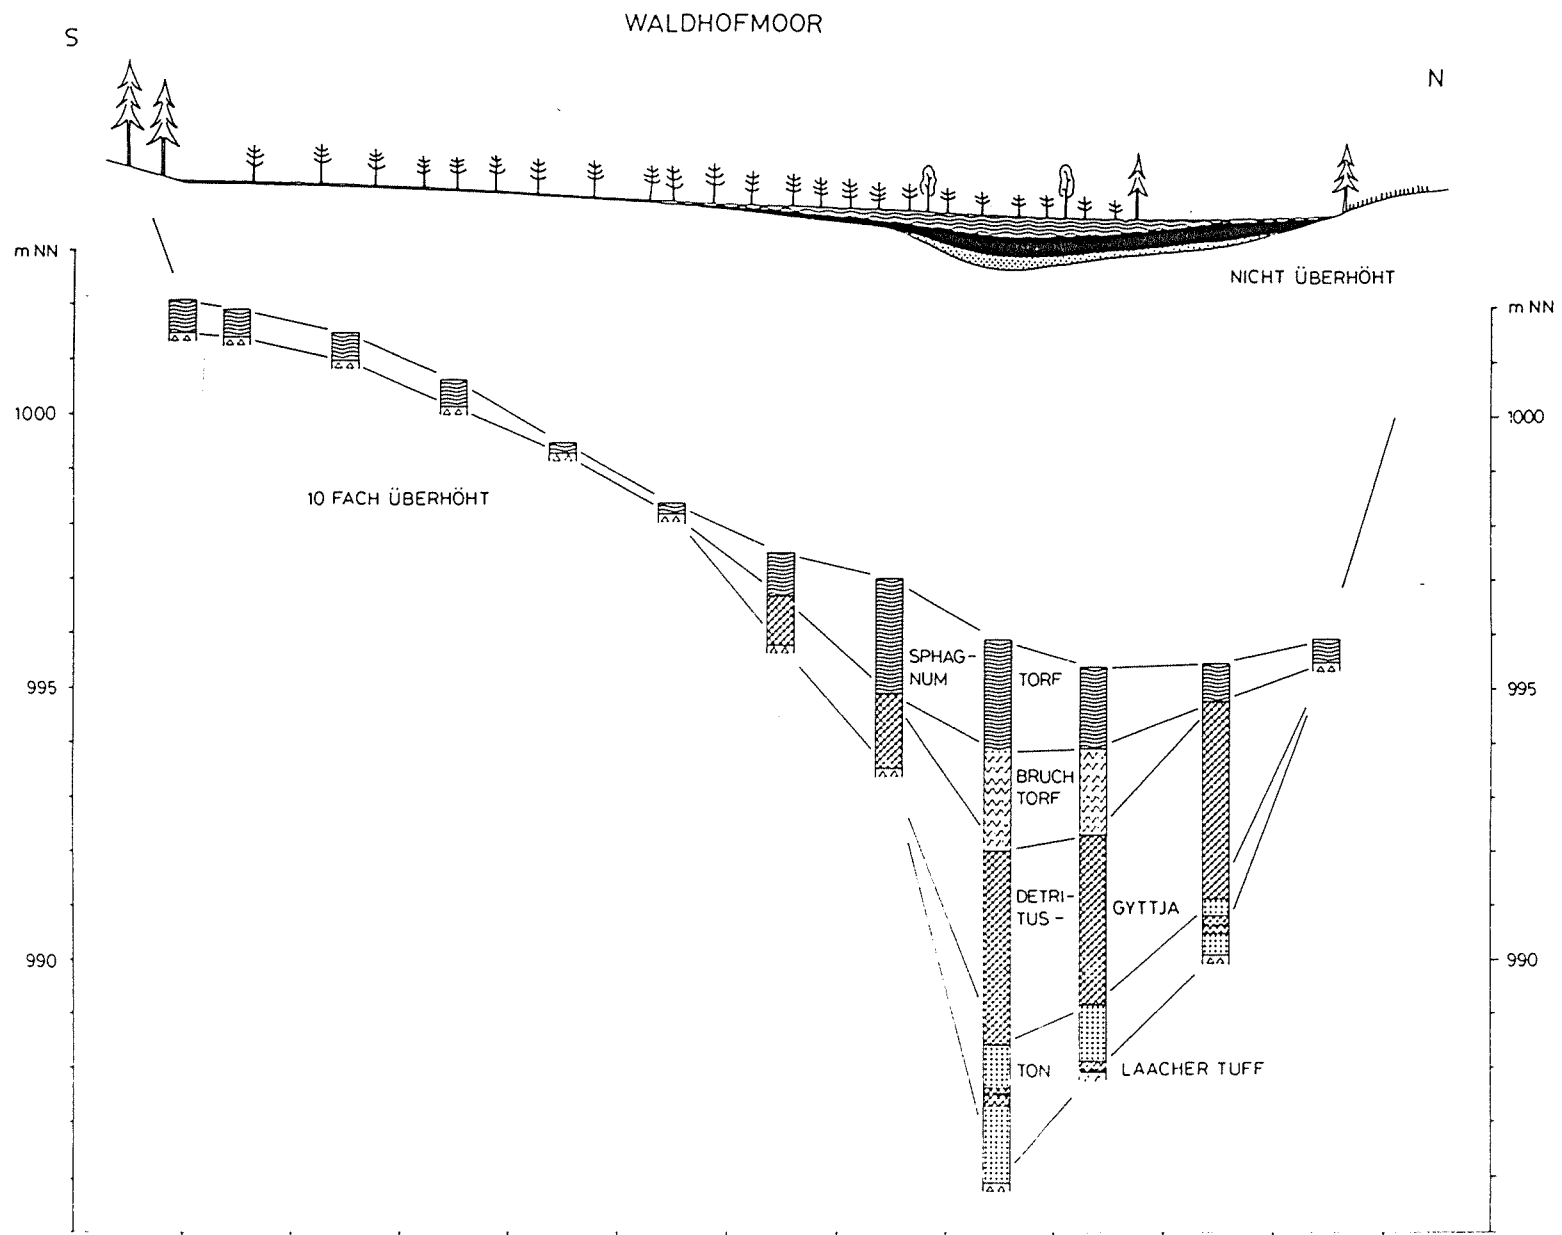 WALDHOFMOOR
S
N
m NN
NICHT ÜBERHÖHT
m NN
1000
1000
10 FACH ÜBERHÖHT
SPHAG-
NUM
TORF
995
995
BRUCH
TORF
DETRI-
TUS-
GYTTJA
990
990
TON
LAACHER TUFF